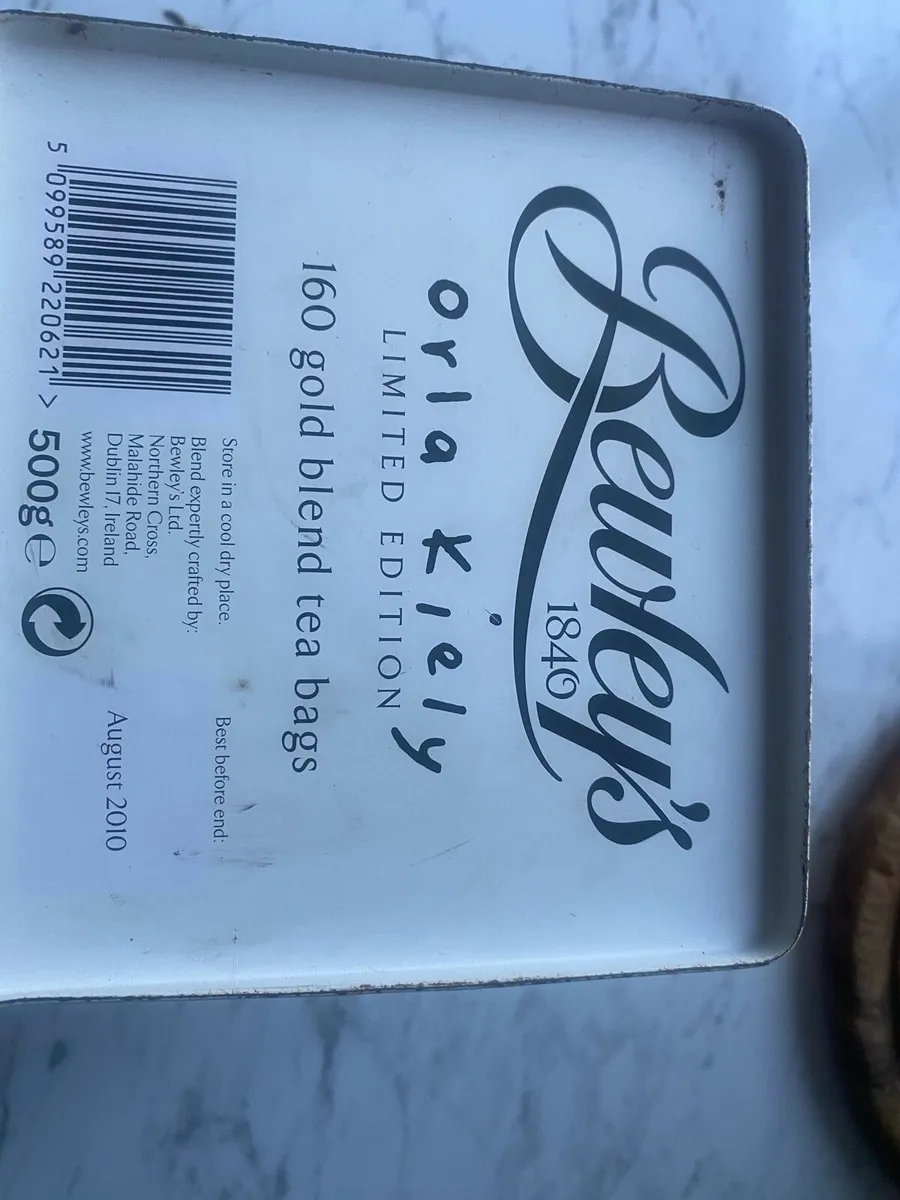 Bewley's
1840
orla kiely
LIMITED EDITION
160 gold blend tea bags
Store in a cool dry place.
Blend expertly crafted by:
Bewley's Ltd.
Northern Cross,
Malahide Road,
Dublin 17, Ireland
www.bewleys.com
Best before end:
August 2010
5 099589 220621 >
500g e